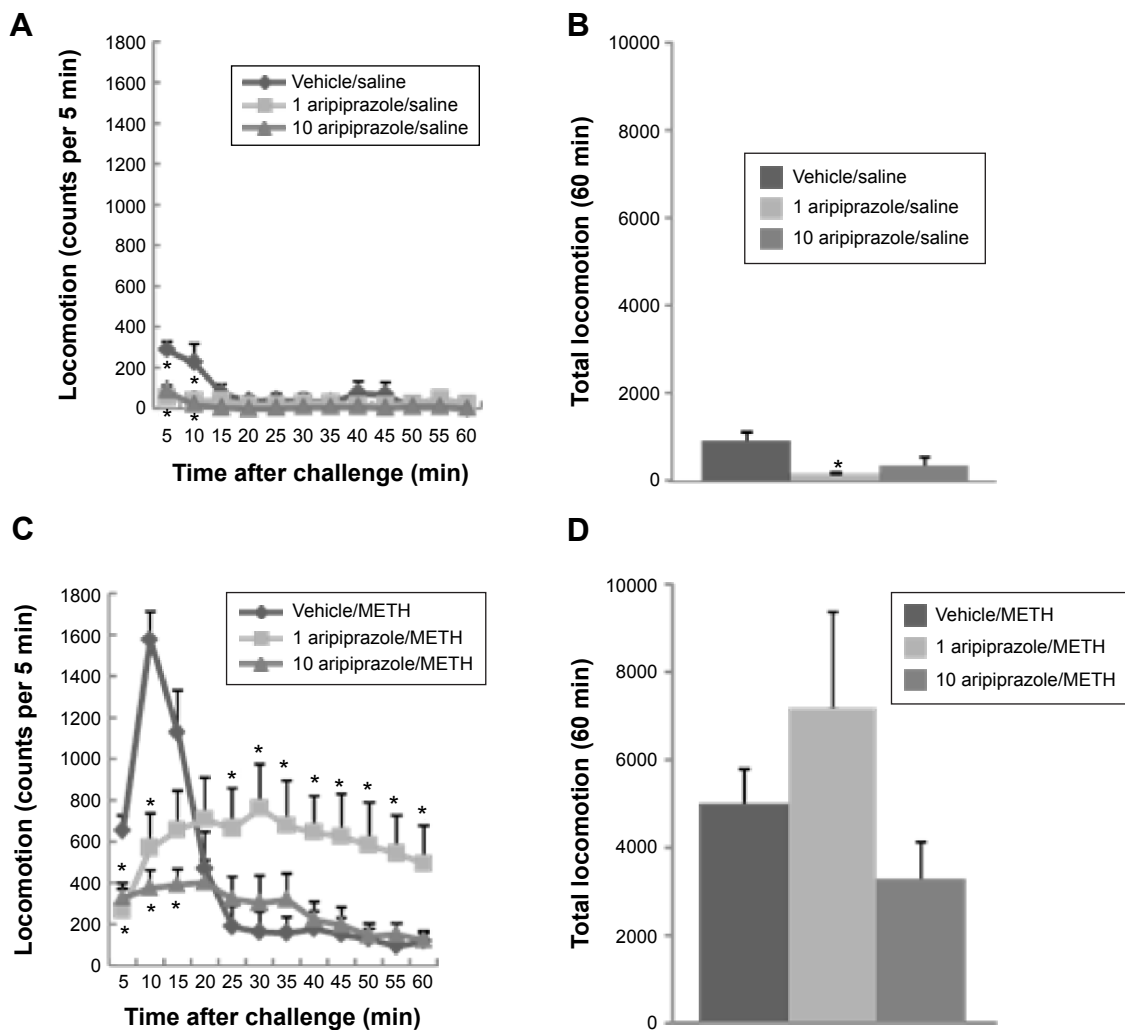 A
Locomotion (counts per 5 min)
1800
1600
1400
1200
1000
800
600
400
200
0
Vehicle/saline
1 aripiprazole/saline
10 aripiprazole/saline
* *
* *
5 10 15 20 25 30 35 40 45 50 55 60
Time after challenge (min)
B
Total locomotion (60 min)
10000
8000
6000
4000
2000
0
Vehicle/saline
1 aripiprazole/saline
10 aripiprazole/saline
*
C
Locomotion (counts per 5 min)
1800
1600
1400
1200
1000
800
600
400
200
0
Vehicle/METH
1 aripiprazole/METH
10 aripiprazole/METH
* * * * * * * * * *
* * *
5 10 15 20 25 30 35 40 45 50 55 60
Time after challenge (min)
D
Total locomotion (60 min)
10000
8000
6000
4000
2000
0
Vehicle/METH
1 aripiprazole/METH
10 aripiprazole/METH